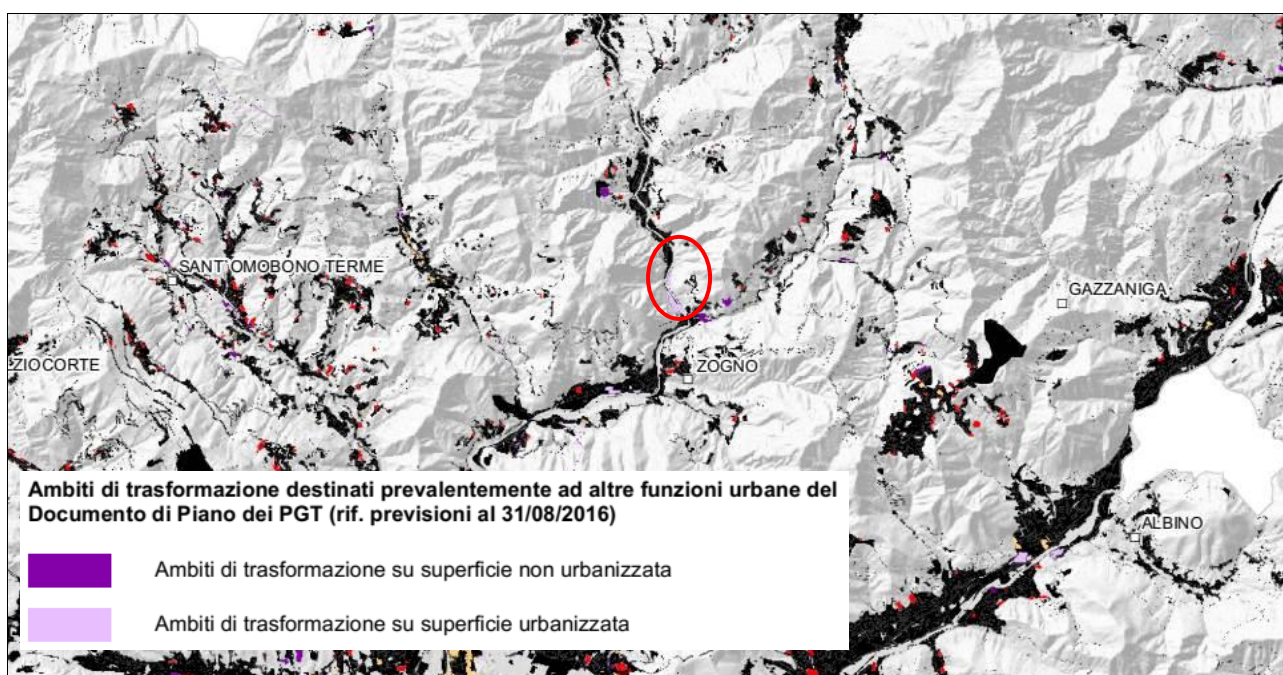 SANT`OMOBONO TERME
GAZZANIGA
ZIOCORTE
ZOGNO
ALBINO
Ambiti di trasformazione destinati prevalentemente ad altre funzioni urbane del
Documento di Piano dei PGT (rif. previsioni al 31/08/2016)
Ambiti di trasformazione su superficie non urbanizzata
Ambiti di trasformazione su superficie urbanizzata